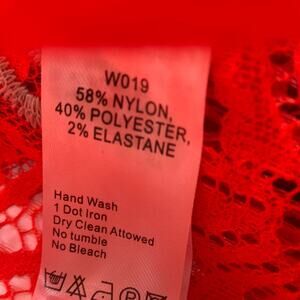 W019
58% NYLON,
40% POLYESTER,
2% ELASTANE
Hand Wash
1 Dot Iron
Dry Clean Attowed
No tumble
No Bleach